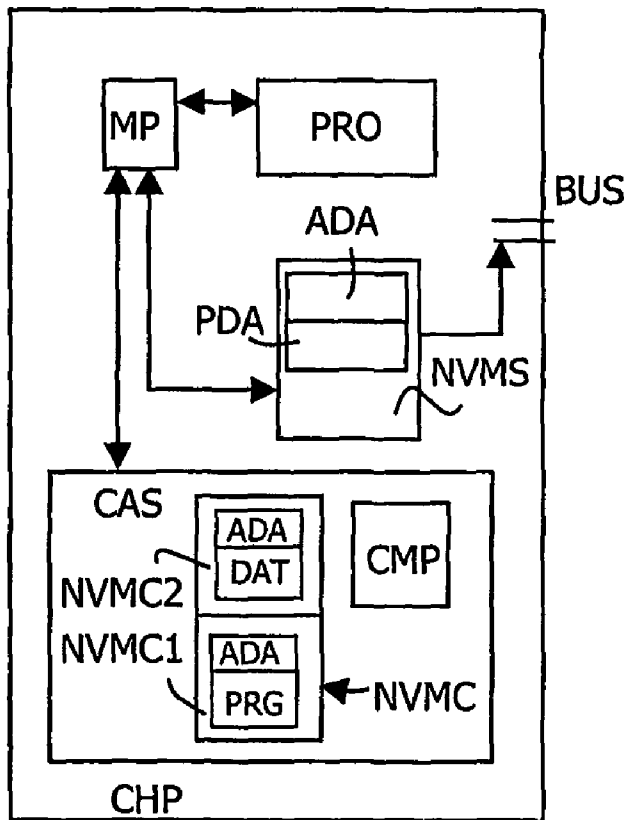 MP
PRO
BUS
ADA
PDA
NVMS
CAS
ADA
DAT
CMP
NVMC2
NVMC1
ADA
PRG
NVMC
CHP